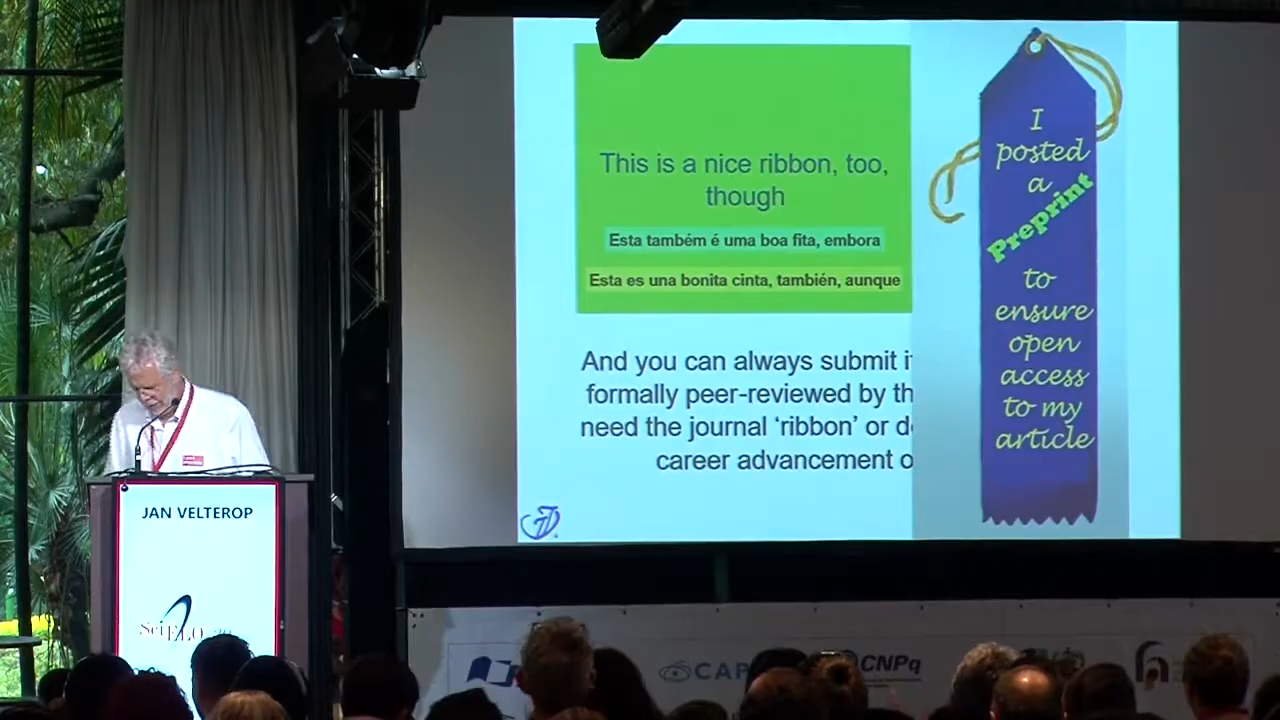 This is a nice ribbon, too,
though
Esta também é uma boa fita, embora
Esta es una bonita cinta, también, aunque
And you can always submit
formally peer-reviewed by
need the journal ‘ribbon’ or
career advancement
I
posted
a
Preprint
to
ensure
open
access
to my
article
JAN VELTEROP
SciELO
CNPq